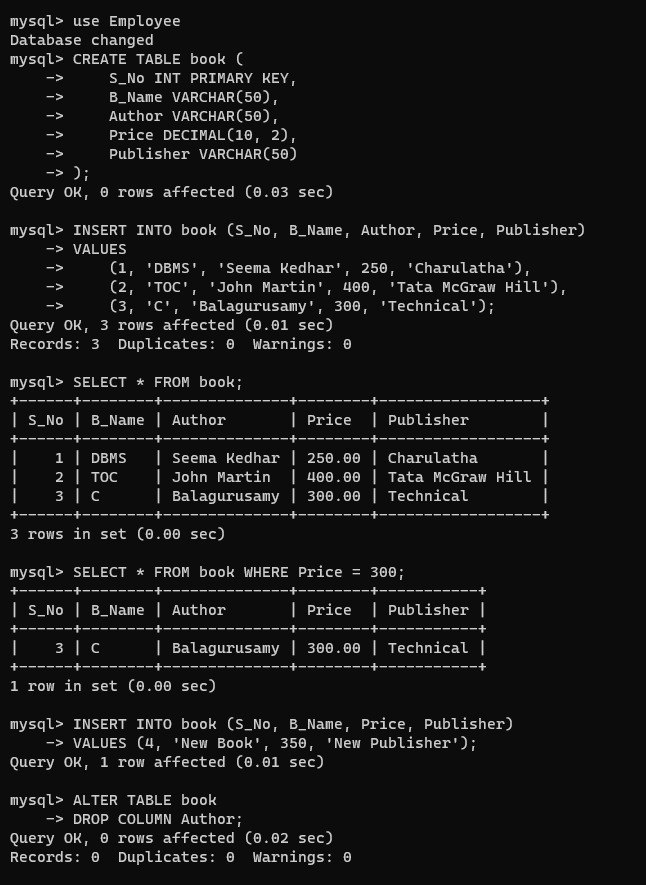 mysql> use Employee
Database changed
mysql> CREATE TABLE book (
    ->     S_No INT PRIMARY KEY,
    ->     B_Name VARCHAR(50),
    ->     Author VARCHAR(50),
    ->     Price DECIMAL(10, 2),
    ->     Publisher VARCHAR(50)
    -> );
Query OK, 0 rows affected (0.03 sec)

mysql> INSERT INTO book (S_No, B_Name, Author, Price, Publisher)
    -> VALUES
    ->     (1, 'DBMS', 'Seema Kedhar', 250, 'Charulatha'),
    ->     (2, 'TOC', 'John Martin', 400, 'Tata McGraw Hill'),
    ->     (3, 'C', 'Balagurusamy', 300, 'Technical');
Query OK, 3 rows affected (0.01 sec)
Records: 3  Duplicates: 0  Warnings: 0

mysql> SELECT * FROM book;
+------+--------+--------------+--------+------------------+
| S_No | B_Name | Author       | Price  | Publisher        |
+------+--------+--------------+--------+------------------+
|    1 | DBMS   | Seema Kedhar | 250.00 | Charulatha       |
|    2 | TOC    | John Martin  | 400.00 | Tata McGraw Hill |
|    3 | C      | Balagurusamy | 300.00 | Technical        |
+------+--------+--------------+--------+------------------+
3 rows in set (0.00 sec)

mysql> SELECT * FROM book WHERE Price = 300;
+------+--------+--------------+--------+-----------+
| S_No | B_Name | Author       | Price  | Publisher |
+------+--------+--------------+--------+-----------+
|    3 | C      | Balagurusamy | 300.00 | Technical |
+------+--------+--------------+--------+-----------+
1 row in set (0.00 sec)

mysql> INSERT INTO book (S_No, B_Name, Price, Publisher)
    -> VALUES (4, 'New Book', 350, 'New Publisher');
Query OK, 1 row affected (0.01 sec)

mysql> ALTER TABLE book
    -> DROP COLUMN Author;
Query OK, 0 rows affected (0.02 sec)
Records: 0  Duplicates: 0  Warnings: 0